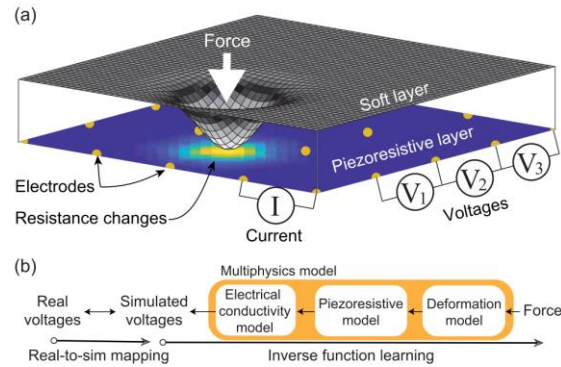 (a)
Force
Soft layer
Piezoresistive layer
Electrodes
Resistance changes
I
Current
V1
V2
V3
Voltages
(b)
Multiphysics model
Real voltages
Simulated voltages
Electrical conductivity model
Piezoresistive model
Deformation model
Force
Real-to-sim mapping
Inverse function learning